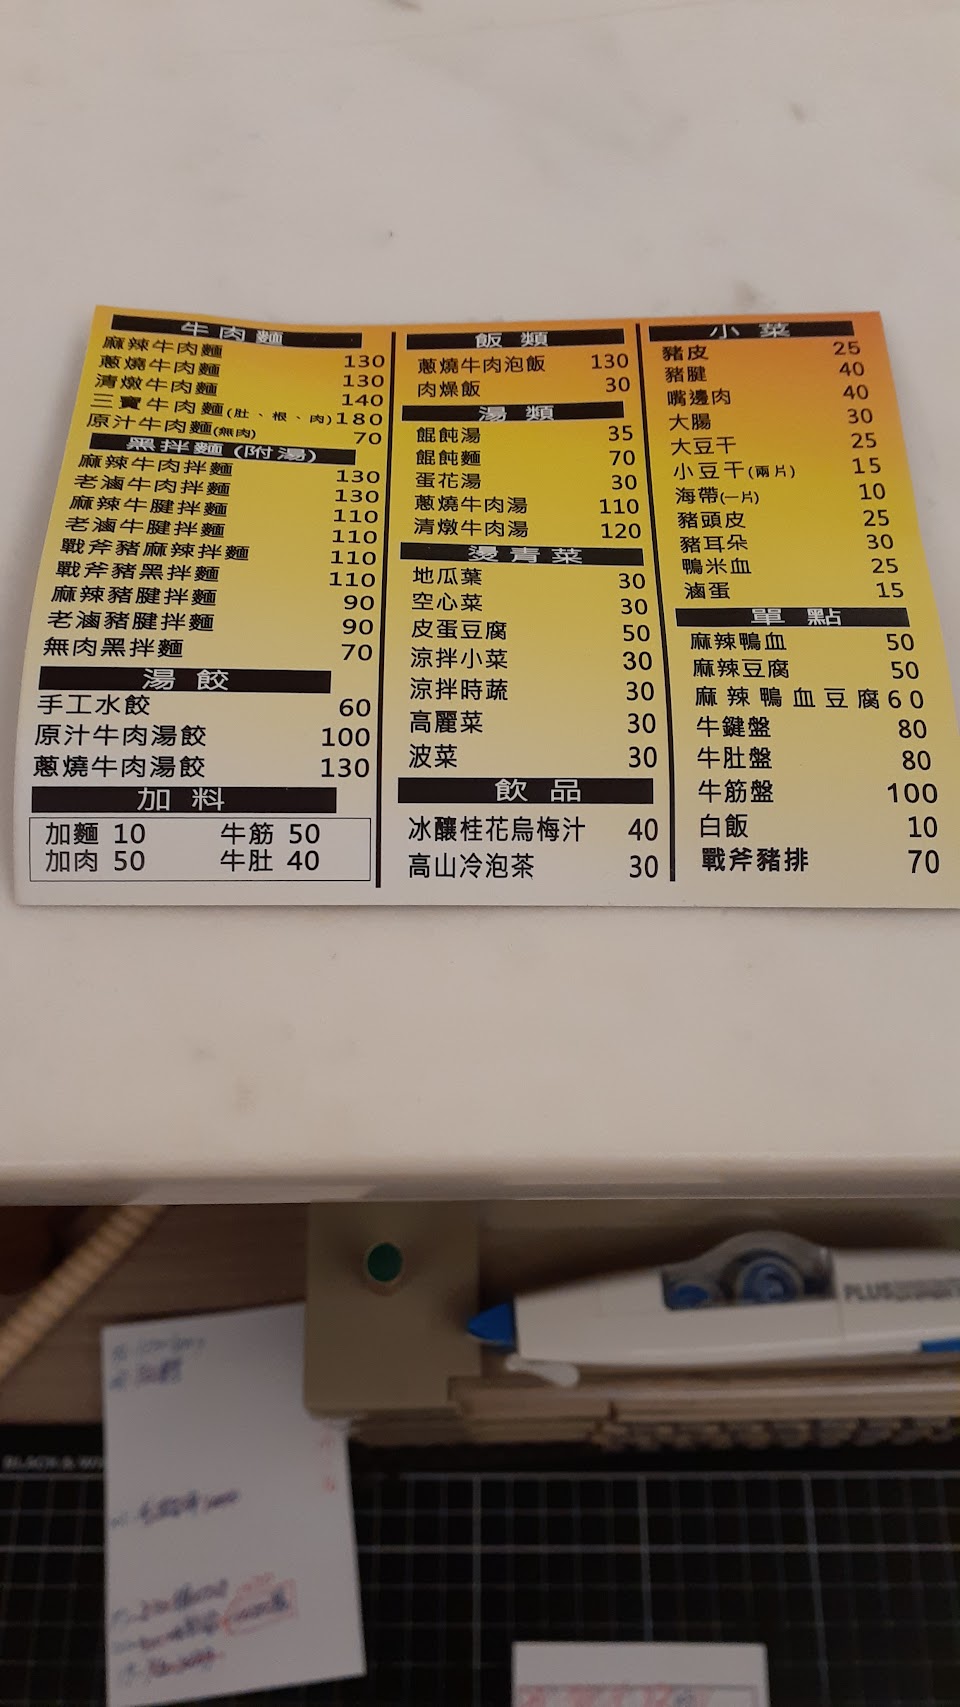 牛肉麵
麻辣牛肉麵 130
蔥燒牛肉麵 130
清燉牛肉麵 140
三寶牛肉麵(肚、根、肉)180
原汁牛肉麵(無肉) 70
黑拌麵(附湯)
麻辣牛肉拌麵 130
老滷牛肉拌麵 130
麻辣牛腱拌麵 110
老滷牛腱拌麵 110
戰斧豬麻辣拌麵 110
戰斧豬黑拌麵 110
麻辣豬腱拌麵 90
老滷豬腱拌麵 90
無肉黑拌麵 70
湯餃
手工水餃 60
原汁牛肉湯餃 100
蔥燒牛肉湯餃 130
加料
加麵 10 牛筋 50
加肉 50 牛肚 40
飯類
蔥燒牛肉泡飯 130
肉燥飯 30
湯類
餛飩湯 35
餛飩麵 70
蛋花湯 30
蔥燒牛肉湯 110
清燉牛肉湯 120
燙青菜
地瓜葉 30
空心菜 30
皮蛋豆腐 50
涼拌小菜 30
涼拌時蔬 30
高麗菜 30
波菜 30
飲品
冰釀桂花烏梅汁 40
高山冷泡茶 30
小菜
豬皮 25
豬腱 40
嘴邊肉 40
大腸 30
大豆干 25
小豆干(兩片) 15
海帶(一片) 10
豬頭皮 25
豬耳朵 30
鴨米血 25
滷蛋 15
單點
麻辣鴨血 50
麻辣豆腐 50
麻辣鴨血豆腐60
牛鍵盤 80
牛肚盤 80
牛筋盤 100
白飯 10
戰斧豬排 70
PLUS